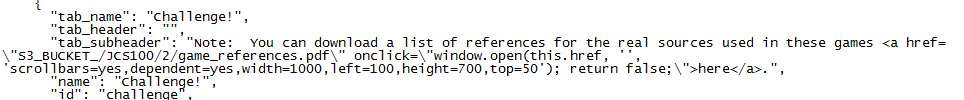 {
"tab_name": "Challenge!",
"tab_header": "",
"tab_subheader": "Note:  You can download a list of references for the real sources used in these games <a href=
\"S3_BUCKET_/JCS100/2/game_references.pdf\" onclick=\"window.open(this.href, '',
'scrollbars=yes,dependent=yes,width=1000,left=100,height=700,top=50'); return false;\">here</a>.",
"name": "Challenge!",
"id": "challenge",